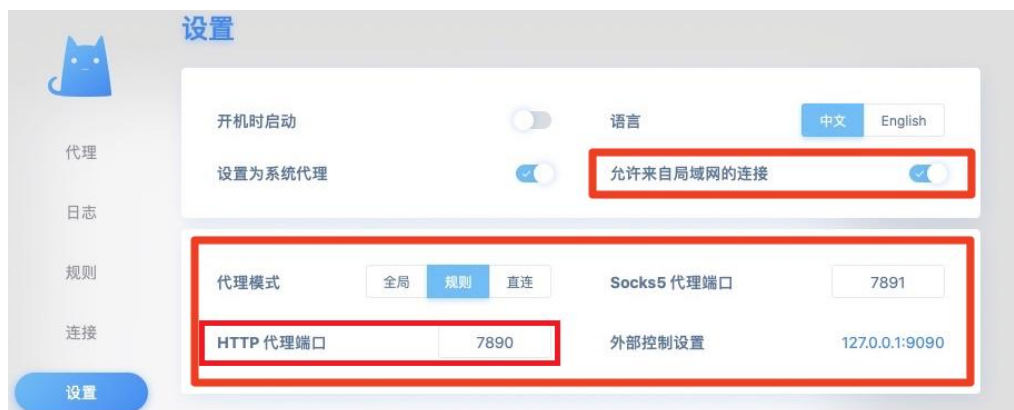 设置
开机时启动
语言
中文
English
代理
设置为系统代理
允许来自局域网的连接
日志
规则
代理模式
全局
规则
直连
Socks5 代理端口
7891
连接
HTTP 代理端口
7890
外部控制设置
127.0.0.1:9090
设置